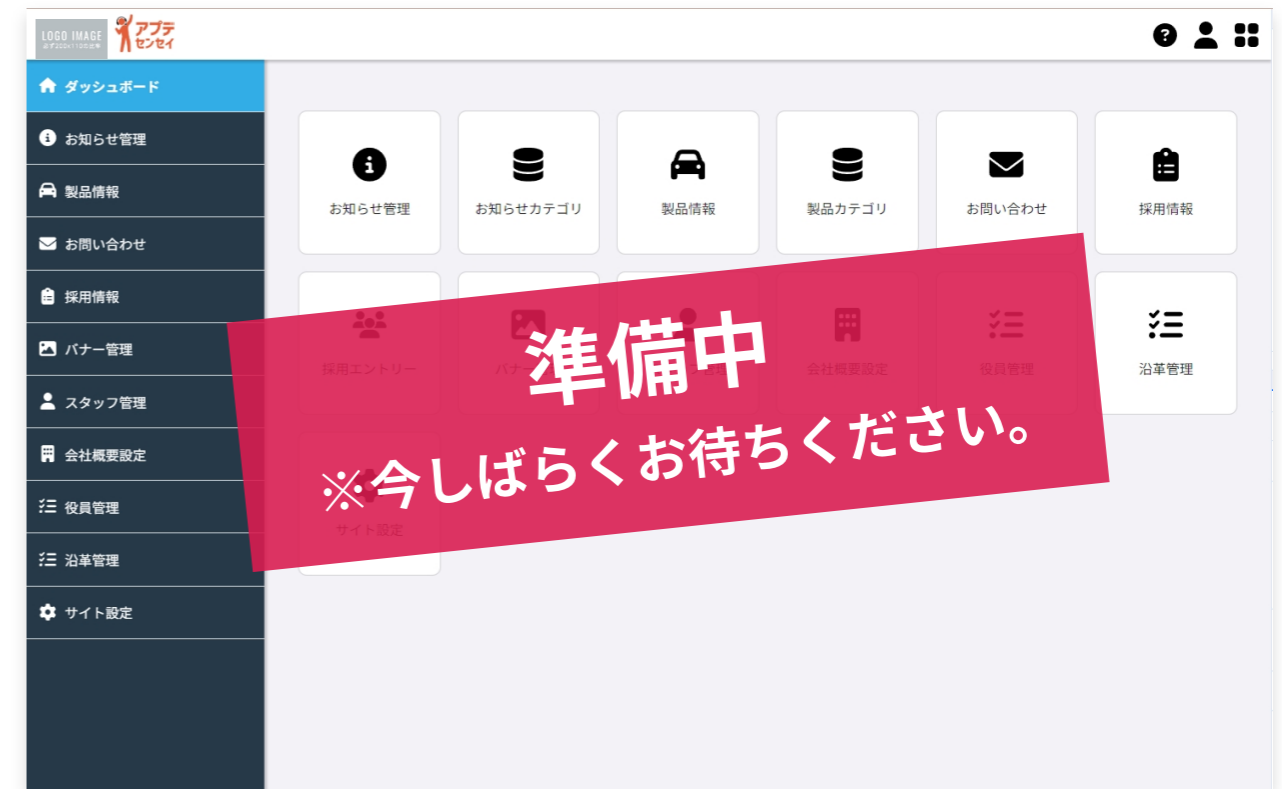 LOGO IMAGE
アプテ
センセイ
ダッシュボード
お知らせ管理
製品情報
お問い合わせ
採用情報
バナー管理
スタッフ管理
会社概要設定
役員管理
沿革管理
サイト設定
お知らせ管理
お知らせカテゴリ
製品情報
製品カテゴリ
お問い合わせ
採用情報
採用エントリー
会社概要設定
役員管理
沿革管理
サイト設定
準備中
※今しばらくお待ちください。